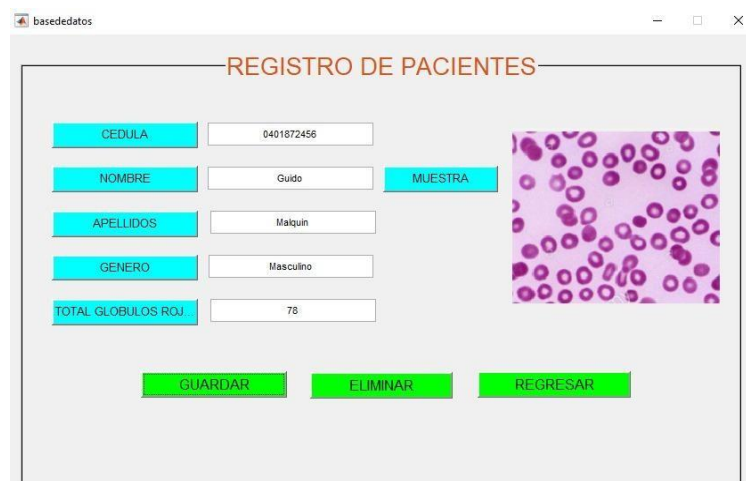 basededatos
REGISTRO DE PACIENTES
CEDULA 0401872456
NOMBRE Guido MUESTRA
APELLIDOS Malquin
GENERO Masculino
TOTAL GLOBULOS ROJ...
78
GUARDAR ELIMINAR REGRESAR